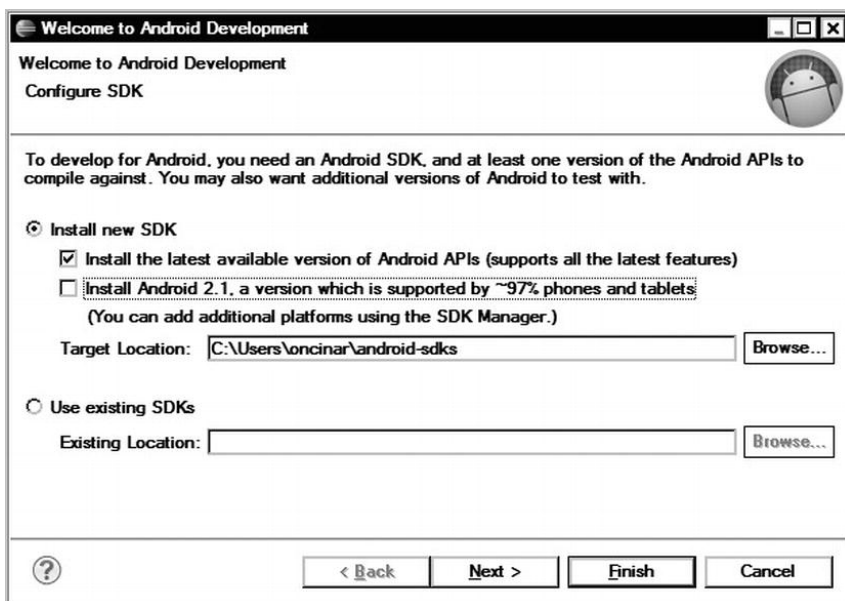 Welcome to Android Development
Welcome to Android Development
Configure SDK
To develop for Android, you need an Android SDK, and at least one version of the Android APIs to
compile against. You may also want additional versions of Android to test with.
Install new SDK
Install the latest available version of Android APIs (supports all the latest features)
Install Android 2.1, a version which is supported by ~97% phones and tablets
(You can add additional platforms using the SDK Manager.)
Target Location: C:\Users\oncinar\android-sdks Browse...
Use existing SDKs
Existing Location: Browse...
? < Back Next > Finish Cancel